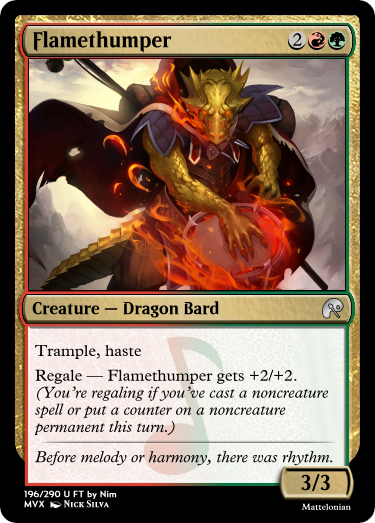 Flamethumper 2
Creature — Dragon Bard
Trample, haste
Regale — Flamethumper gets +2/+2.
(You're regaling if you've cast a noncreature
spell or put a counter on a noncreature
permanent this turn.)
Before melody or harmony, there was rhythm.
3/3
196/290 U FT by Nim
MVX Nick Silva
Mattelonian